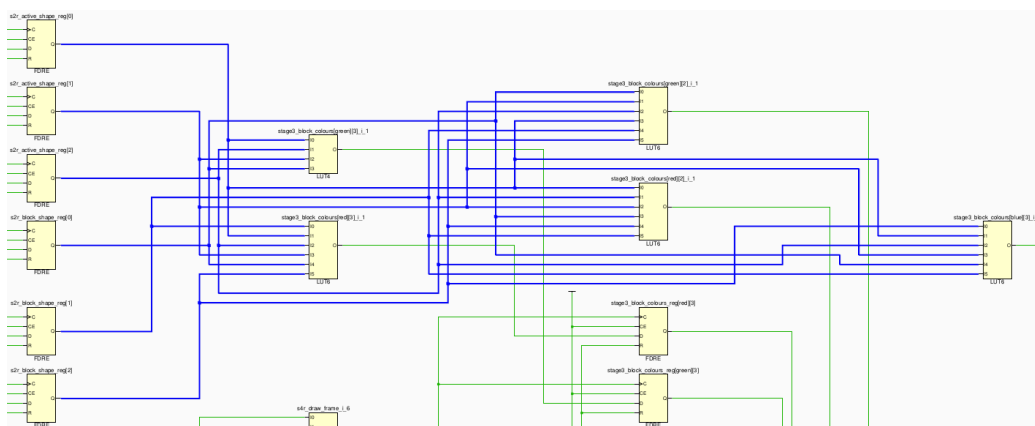 s2r_active_shape_reg[0]
C
CE
D
R
Q
FDRE
s2r_active_shape_reg[1]
C
CE
D
R
Q
FDRE
s2r_active_shape_reg[2]
C
CE
D
R
Q
FDRE
s2r_block_shape_reg[0]
C
CE
D
R
Q
FDRE
s2r_block_shape_reg[1]
C
CE
D
R
Q
FDRE
s2r_block_shape_reg[2]
C
CE
D
R
Q
FDRE
stage3_block_colours[green][3]_i_1
I0
I1
I2
I3
O
LUT4
stage3_block_colours[red][3]_i_1
I0
I1
I2
I3
I4
I5
O
LUT6
s4r_draw_frame_i_6
I0
stage3_block_colours[green][2]_i_1
I0
I1
I2
I3
I4
I5
O
LUT6
stage3_block_colours[red][2]_i_1
I0
I1
I2
I3
I4
I5
O
LUT6
stage3_block_colours_reg[red][3]
C
CE
D
R
Q
FDRE
stage3_block_colours_reg[green][3]
C
CE
D
R
Q
FDRE
stage3_block_colours[blue][3]_i
I0
I1
I2
I3
I4
I5
O
LUT6